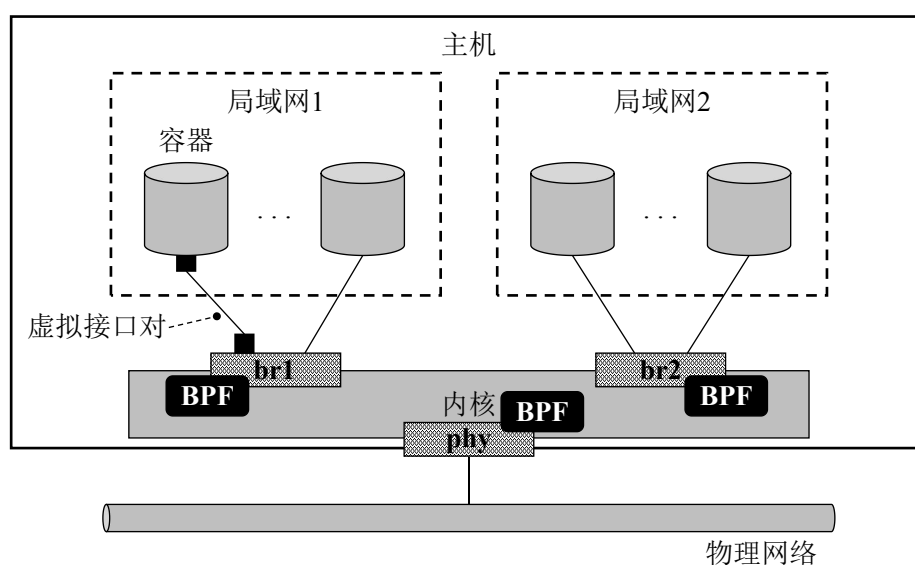 主机
局域网1
局域网2
容器
. . .
. . .
虚拟接口对
br1
br2
BPF
内核
BPF
BPF
phy
物理网络